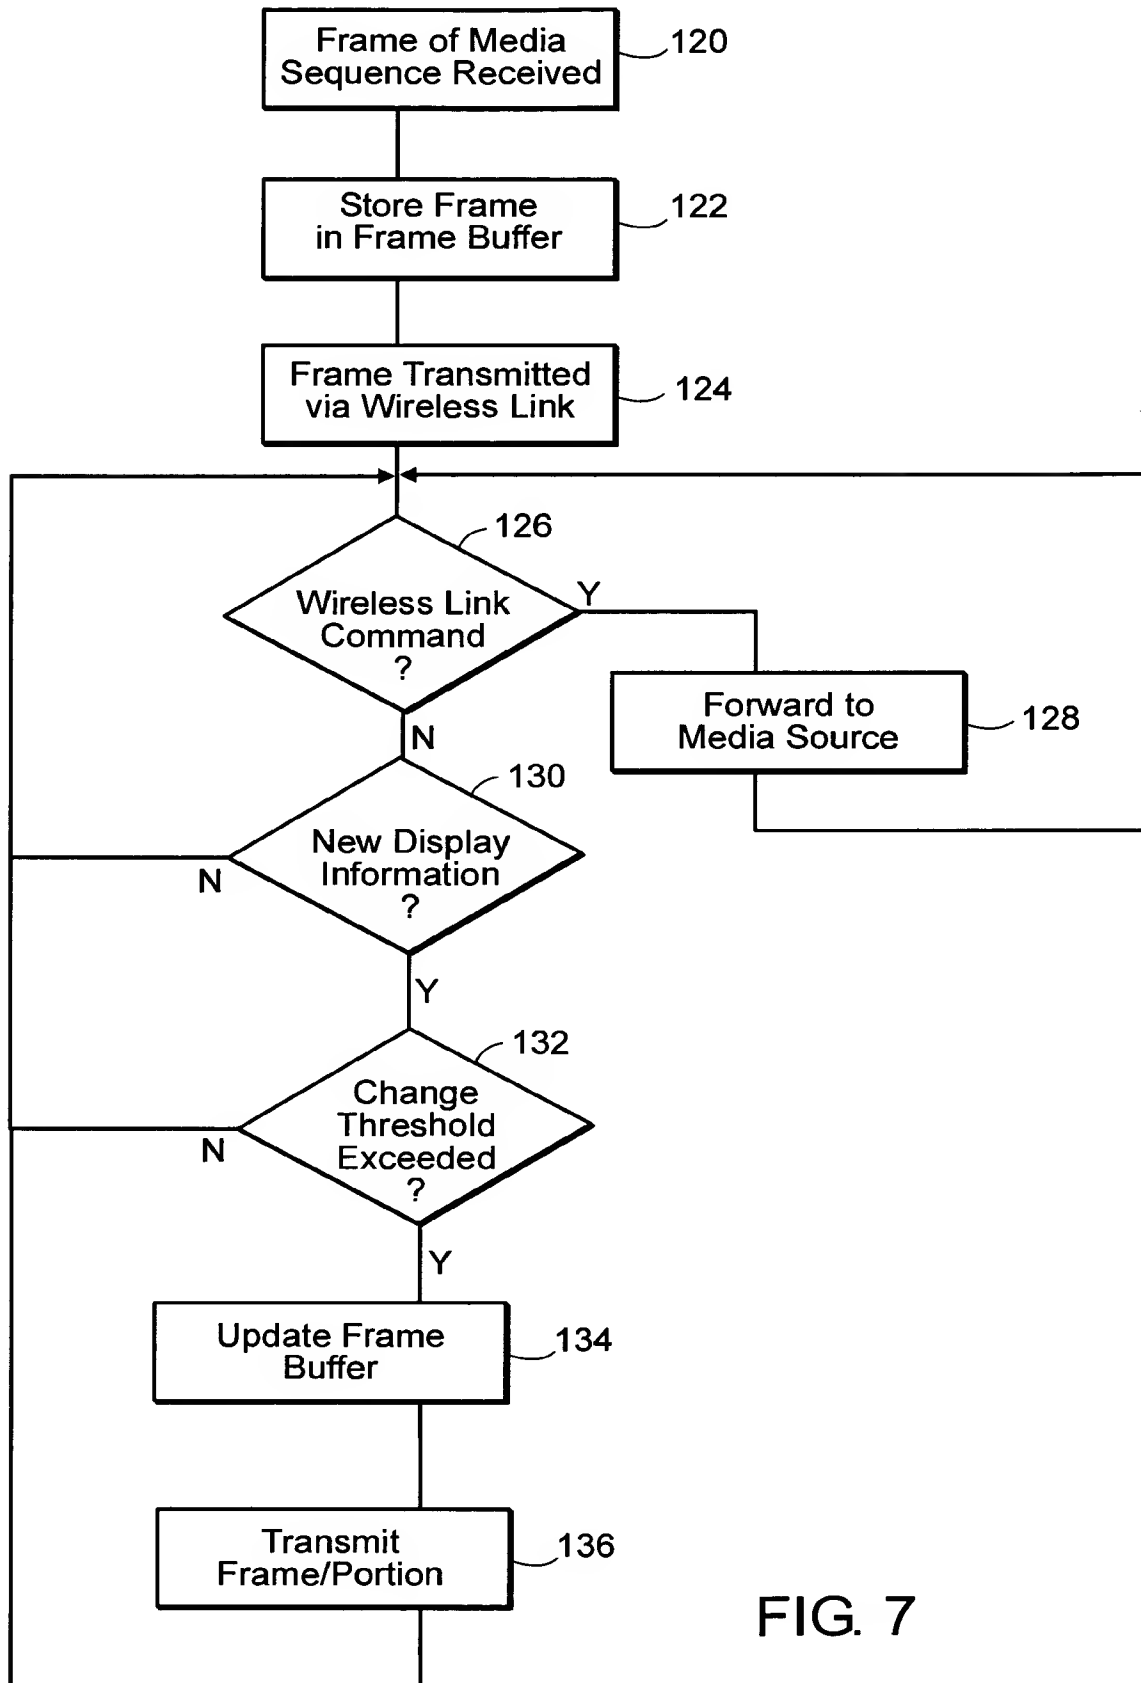 Frame of Media
Sequence Received
120
Store Frame
in Frame Buffer
122
Frame Transmitted
via Wireless Link
124
126
Wireless Link
Command
?
Y
N
Forward to
Media Source
128
130
New Display
Information
?
N
Y
132
Change
Threshold
Exceeded
?
N
Y
Update Frame
Buffer
134
Transmit
Frame/Portion
136
FIG. 7